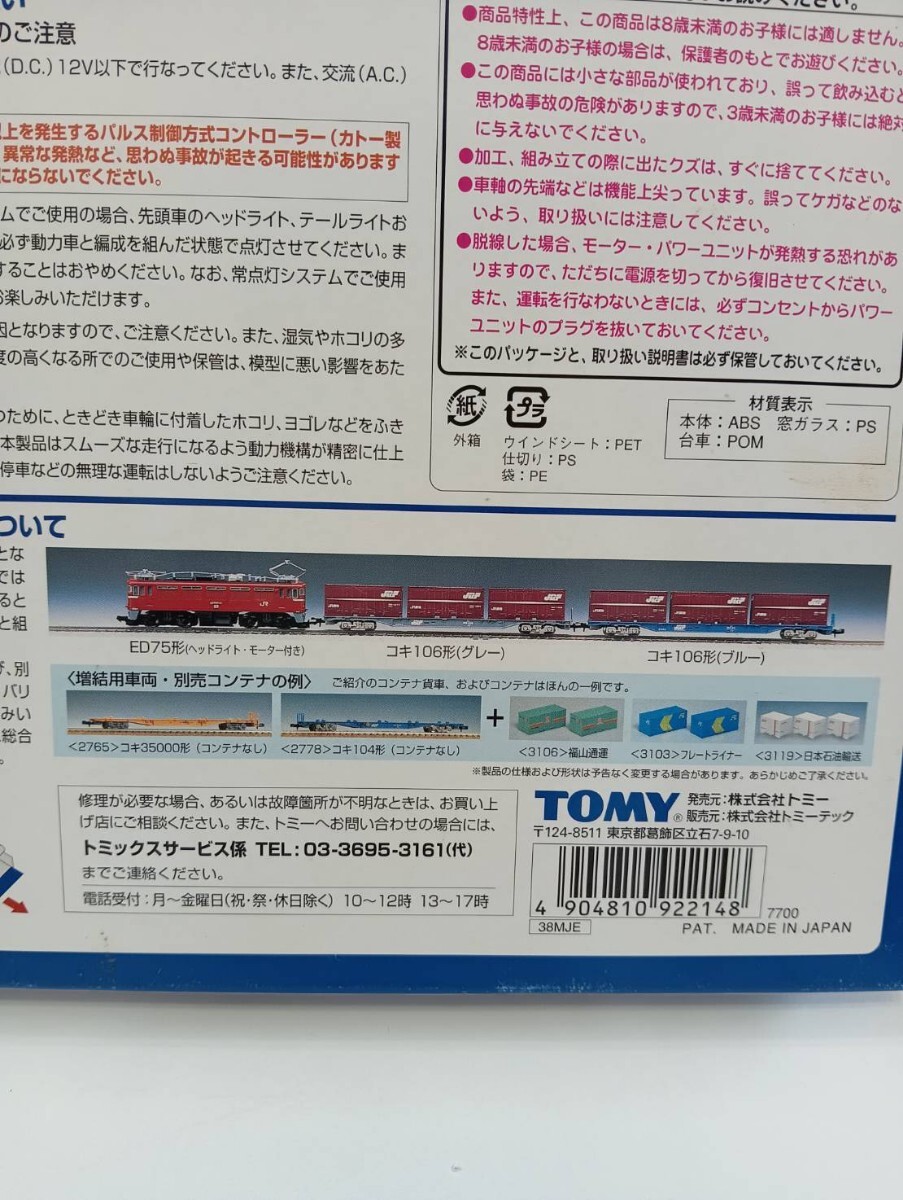 のご注意
(D.C.) 12V以下で行なってください。また、交流(A.C.)
上を発生するパルス制御方式コントローラー(カトー製
異常な発熱など、思わぬ事故が起きる可能性があります
にならないでください。
ムでご使用の場合、先頭車のヘッドライト、テールライトお
必ず動力車と編成を組んだ状態で点灯させてください。ま
することはおやめください。なお、常点灯システムでご使用
お楽しみいただけます。
因となりますので、ご注意ください。また、湿気やホコリの多
度の高くなる所でのご使用や保管は、模型に悪い影響をあた
つために、ときどき車輪に付着したホコリ、ヨゴレなどをふき
本製品はスムーズな走行になるよう動力機構が精密に仕上
停車などの無理な運転はしないようご注意ください。
●商品特性上、この商品は8歳未満のお子様には適しません。
8歳未満のお子様の場合は、保護者のもとでお遊びください。
●この商品には小さな部品が使われており、誤って飲み込むと
思わぬ事故の危険がありますので、3歳未満のお子様には絶対
に与えないでください。
●加工、組み立ての際に出たクズは、すぐに捨ててください。
●車軸の先端などは機能上尖っています。誤ってケガなどのな
いよう、取り扱いには注意してください。
●脱線した場合、モーター・パワーユニットが発熱する恐れがあ
りますので、ただちに電源を切ってから復旧させてください。
また、運転を行なわないときには、必ずコンセントからパワー
ユニットのプラグを抜いておいてください。
※このパッケージと、取り扱い説明書は必ず保管しておいてください。
紙
外箱
プラ
ウインドシート：PET
仕切り：PS
袋：PE
材質表示
本体：ABS 窓ガラス：PS
台車：POM
ついて
とな
では
ると
と組
び、別
バリ
みい
総合
ED75形(ヘッドライト・モーター付き)
コキ106形(グレー)
コキ106形(ブルー)
〈増結用車両・別売コンテナの例〉 ご紹介のコンテナ貨車、およびコンテナはほんの一例です。
+
<2765>コキ35000形 (コンテナなし)
<2778>コキ104形 (コンテナなし)
<3106>福山通運
<3103>フレートライナー
<3119>日本石油輸送
※製品の仕様および形状は予告なく変更する場合があります。あらかじめご了承ください。
修理が必要な場合、あるいは故障箇所が不明なときは、お買い上
げ店にご相談ください。また、トミーへお問い合わせの場合には、
トミックスサービス係 TEL：03-3695-3161(代)
までご連絡ください。
電話受付：月～金曜日(祝・祭・休日除く) 10～12時 13～17時
TOMY®
発売元：株式会社トミー
販売元：株式会社トミーテック
〒124-8511 東京都葛飾区立石7-9-10
4 904810 922148
7700
38MJE
PAT. MADE IN JAPAN